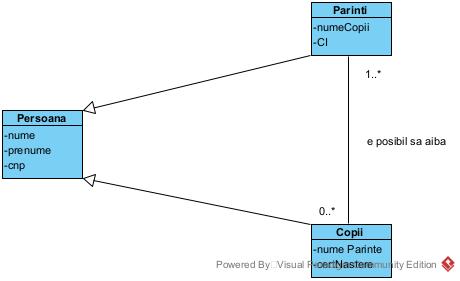 Parinti
-numeCopii
-CI
1..*
Persoana
-nume
-prenume
-cnp
e posibil sa aiba
0..*
Copii
-nume Parinte
-certNastere
Powered By Visual Paradigm Community Edition